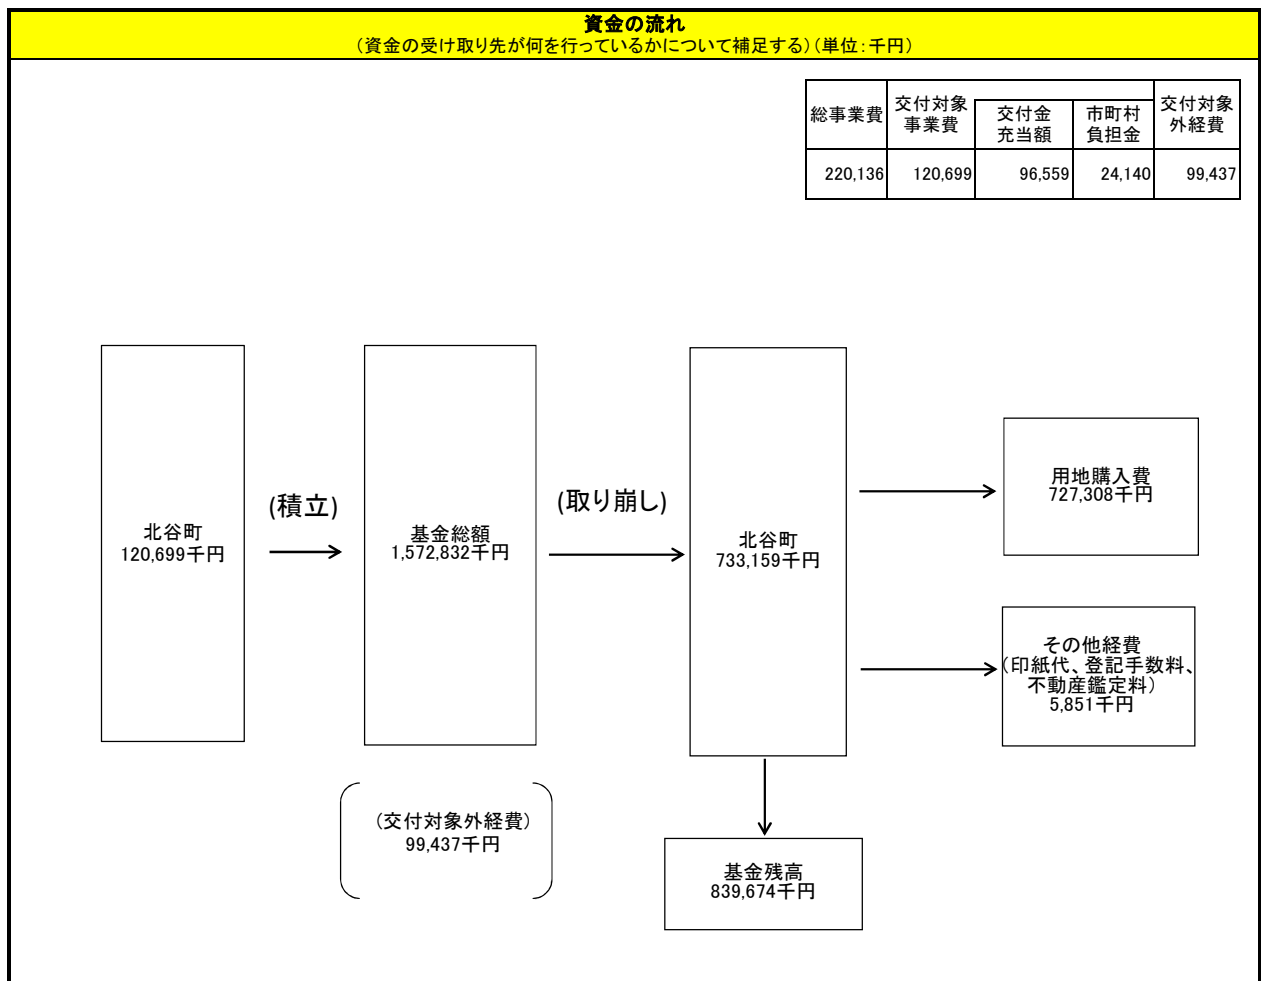 資金の流れ
(資金の受け取り先が何を行っているかについて補足する)(単位:千円)
総事業費
交付対象
事業費
交付金
充当額
市町村
負担金
交付対象
外経費
220,136
120,699
96,559
24,140
99,437
北谷町
120,699千円
(積立)
基金総額
1,572,832千円
(交付対象外経費)
99,437千円
(取り崩し)
北谷町
733,159千円
用地購入費
727,308千円
その他経費
(印紙代、登記手数料、
不動産鑑定料)
5,851千円
基金残高
839,674千円